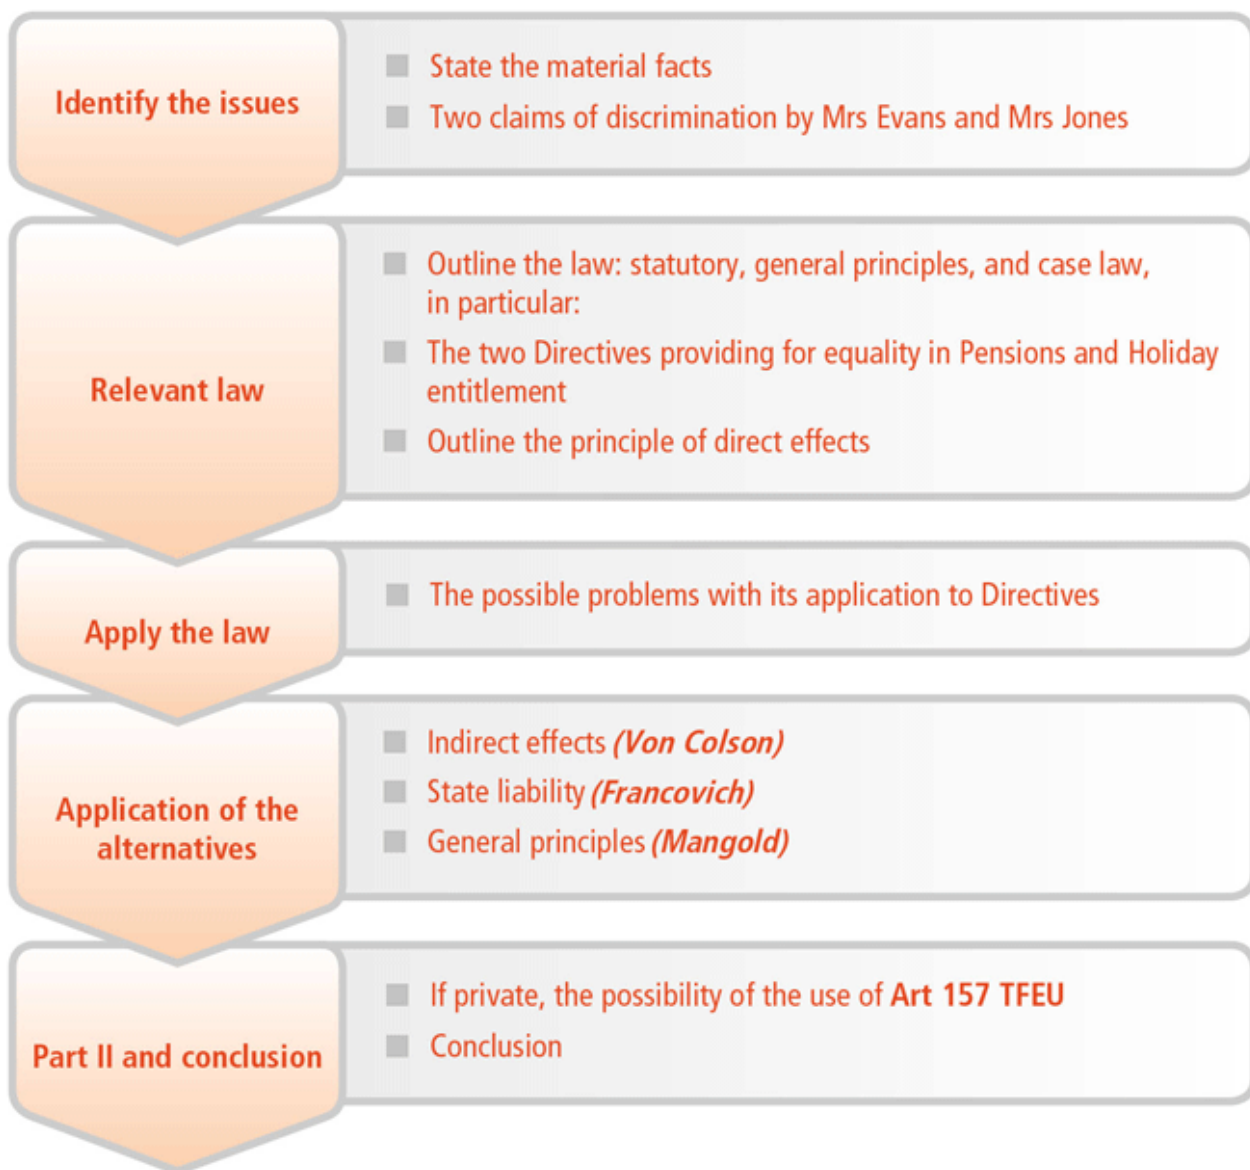 Identify the issues
State the material facts
Two claims of discrimination by Mrs Evans and Mrs Jones
Relevant law
Outline the law: statutory, general principles, and case law,
in particular:
The two Directives providing for equality in Pensions and Holiday
entitlement
Outline the principle of direct effects
Apply the law
The possible problems with its application to Directives
Application of the
alternatives
Indirect effects (Von Colson)
State liability (Francovich)
General principles (Mangold)
Part II and conclusion
If private, the possibility of the use of Art 157 TFEU
Conclusion